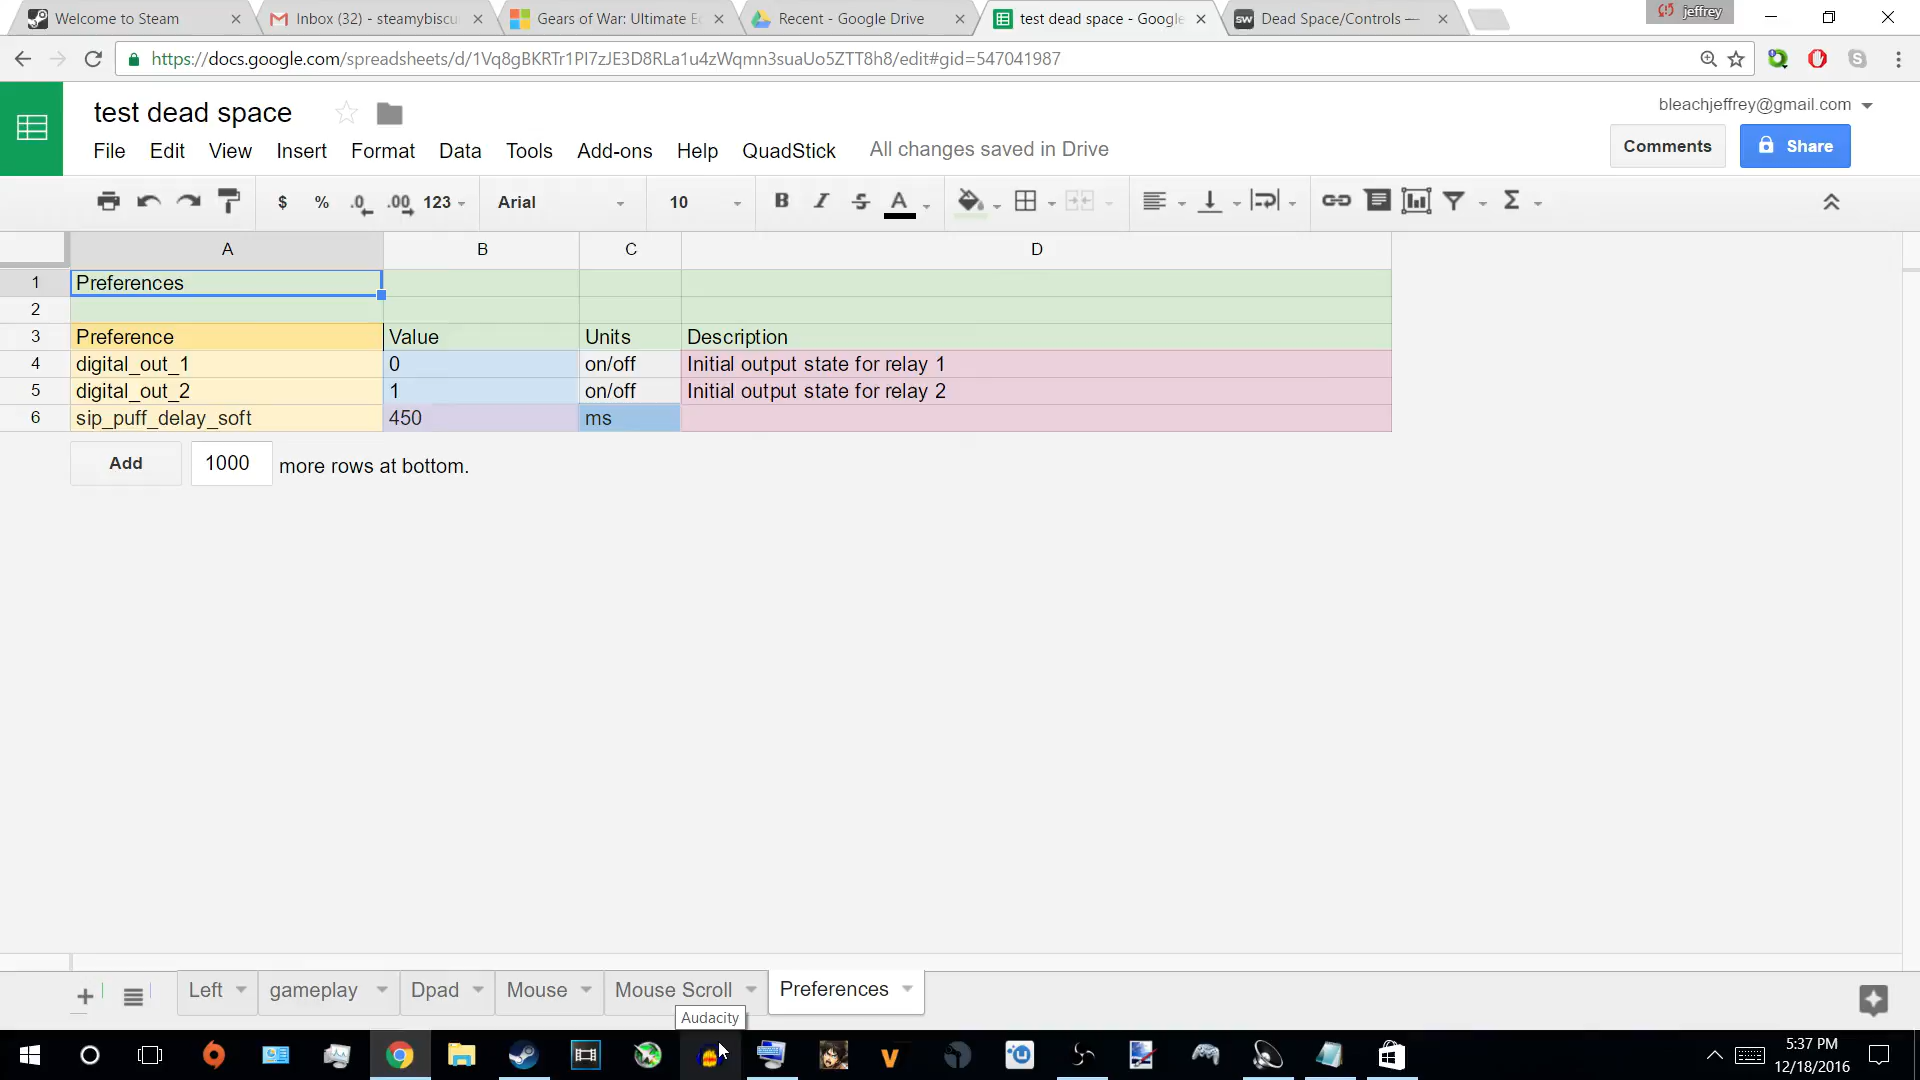 Welcome to Steam
Inbox (32) - steamybiscu
Gears of War: Ultimate E
Recent - Google Drive
test dead space - Google
SW
Dead Space/Controls —
jeffrey
https://docs.google.com/spreadsheets/d/1Vq8gBKRTr1Pl7zJE3D8RLa1u4zWqmn3suaUo5ZTT8h8/edit#gid=547041987
test dead space
bleachjeffrey@gmail.com
File Edit View Insert Format Data Tools Add-ons Help QuadStick All changes saved in Drive
Comments
Share
$ % .0 .00 123 Arial 10 B I S A Σ
A B C D
1 Preferences
2
3 Preference Value Units Description
4 digital_out_1 0 on/off Initial output state for relay 1
5 digital_out_2 1 on/off Initial output state for relay 2
6 sip_puff_delay_soft 450 ms
Add 1000 more rows at bottom.
+ Left gameplay Dpad Mouse Mouse Scroll Preferences
Audacity
5:37 PM
12/18/2016